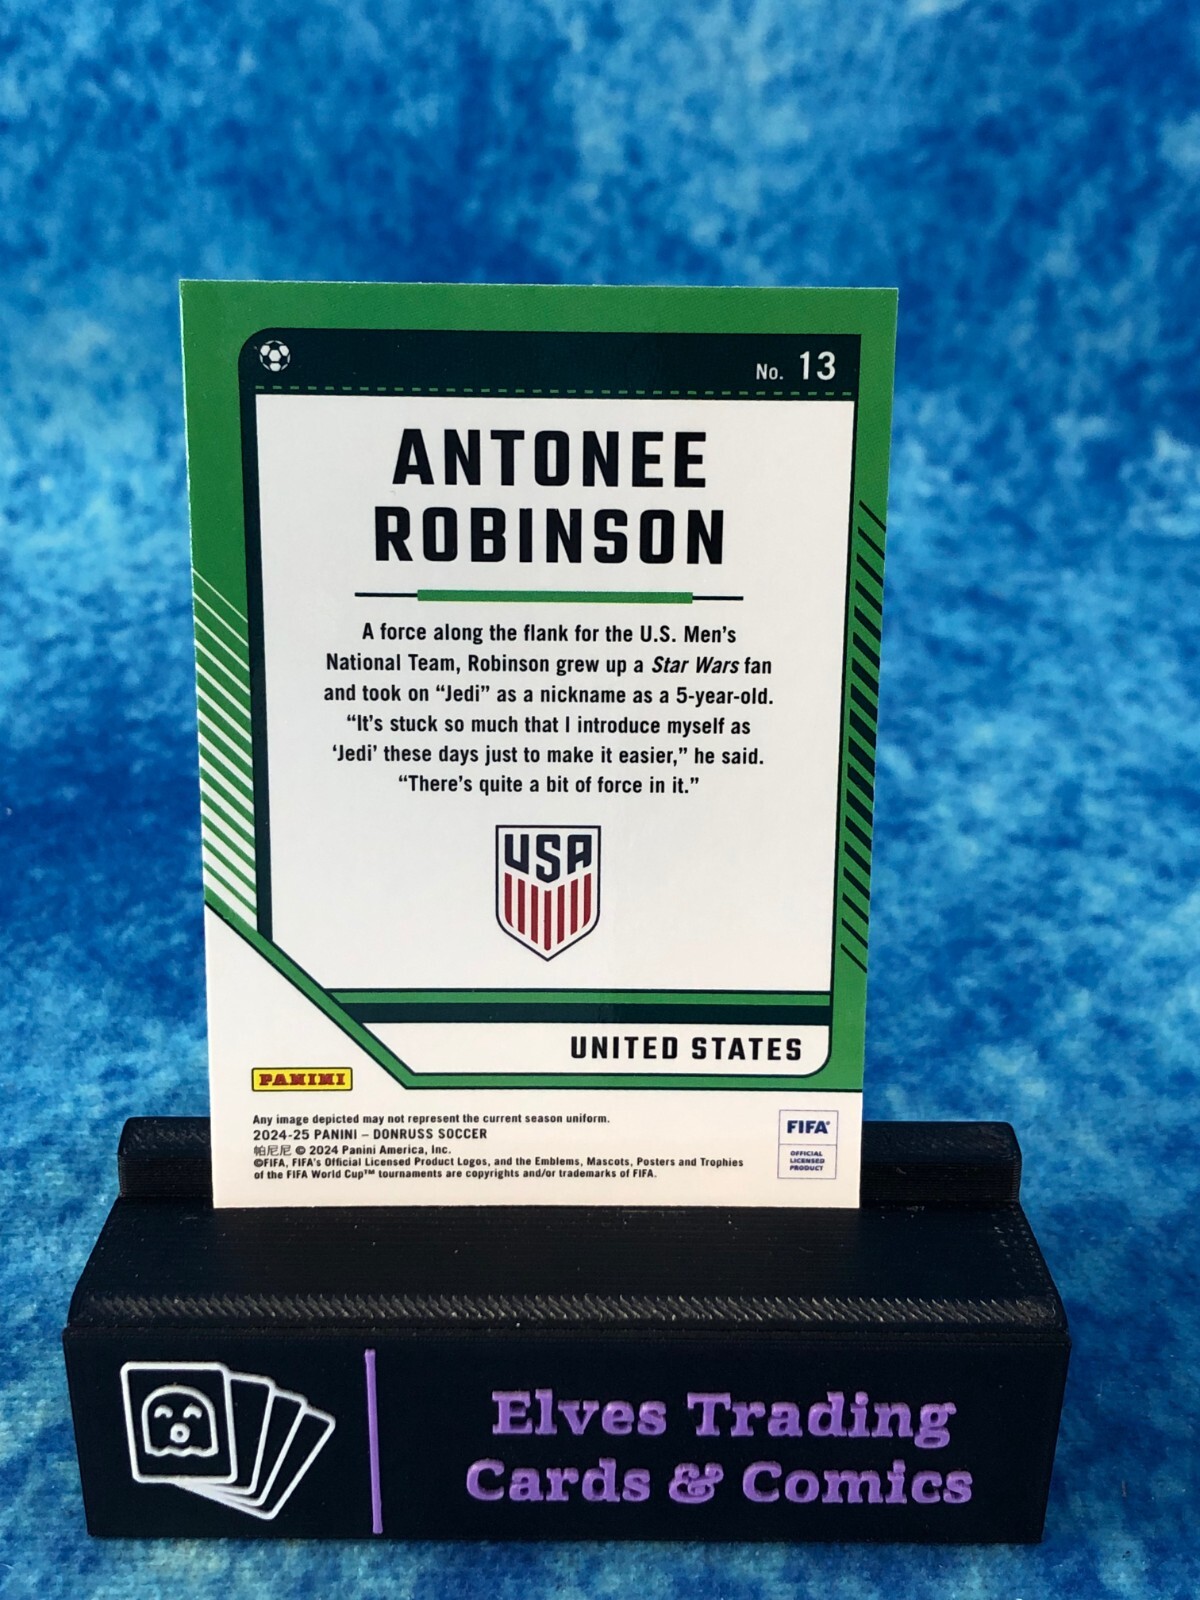 No. 13
ANTONEE
ROBINSON
A force along the flank for the U.S. Men's
National Team, Robinson grew up a Star Wars fan
and took on “Jedi” as a nickname as a 5-year-old.
“It's stuck so much that I introduce myself as
‘Jedi’ these days just to make it easier,” he said.
“There's quite a bit of force in it.”
USA
UNITED STATES
PANINI
Any image depicted may not represent the current season uniform.
2024-25 PANINI – DONRUSS SOCCER
帕尼尼 © 2024 Panini America, Inc.
©FIFA, FIFA's Official Licensed Product Logos, and the Emblems, Mascots, Posters and Trophies
of the FIFA World Cup™ tournaments are copyrights and/or trademarks of FIFA.
FIFA®
OFFICIAL
LICENSED
PRODUCT
Elves Trading
Cards & Comics